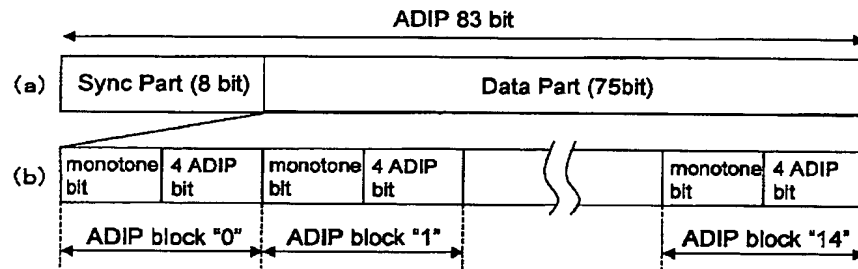 ADIP 83 bit
(a) Sync Part (8 bit) Data Part (75bit)
(b) monotone bit 4 ADIP bit monotone bit 4 ADIP bit monotone bit 4 ADIP bit
ADIP block "0" ADIP block "1" ADIP block "14"